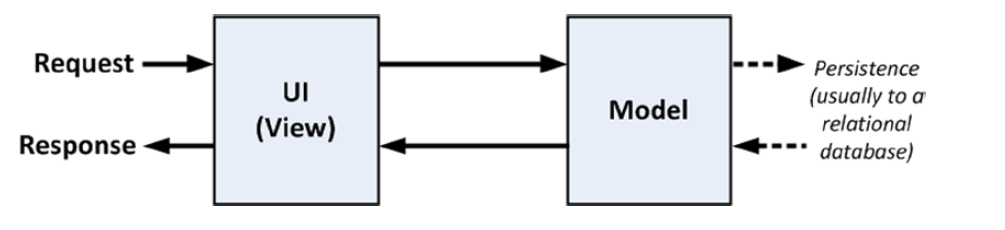 Request
UI
(View)
Response
Model
Persistence
(usually to a
relational
database)